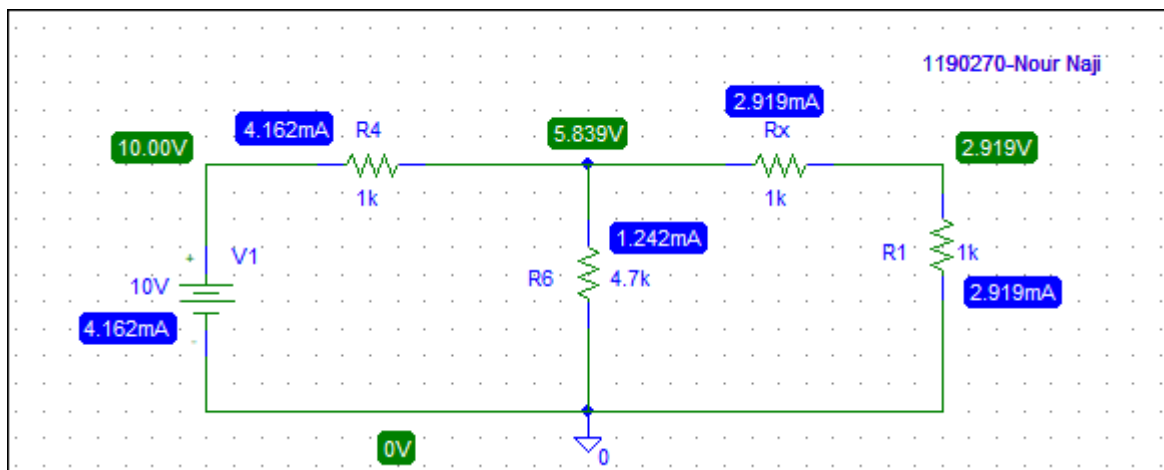 1190270-Nour Naji
2.919mA
4.162mA R4 5.839V Rx
10.00V 2.919V
1k 1k
1.242mA
+ V1 R1 1k
R6 4.7k
10V 2.919mA
4.162mA
-
0V 0